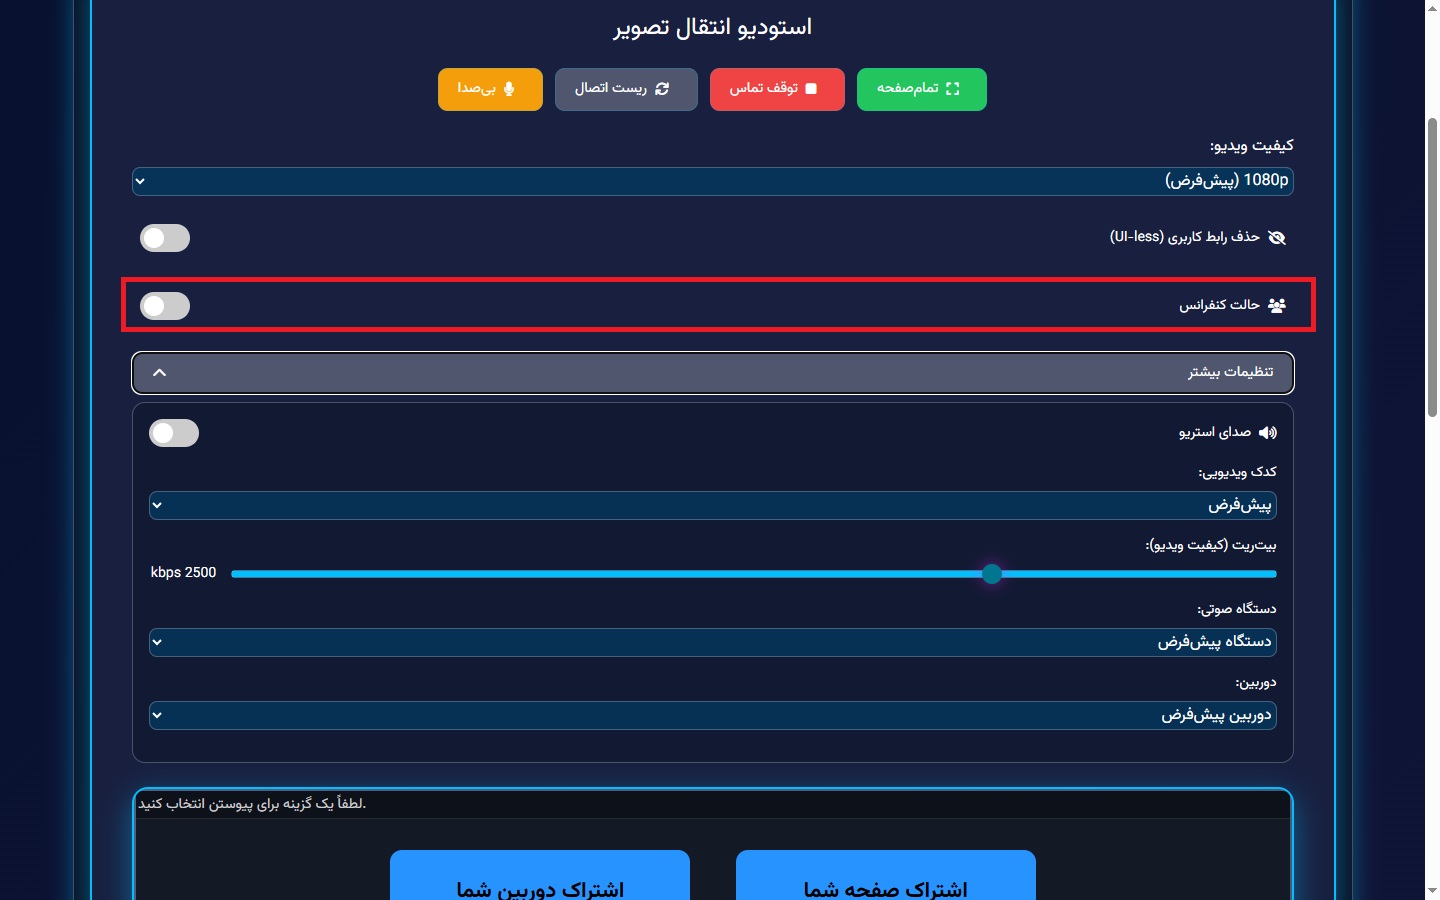 استودیو انتقال تصویر
تمام‌صفحه
توقف تماس
ریست اتصال
بی‌صدا
کیفیت ویدیو:
1080p (پیش‌فرض)
حذف رابط کاربری (UI-less)
حالت کنفرانس
تنظیمات بیشتر
صدای استریو
کدک ویدیویی:
پیش‌فرض
بیت‌ریت (کیفیت ویدیو):
2500 kbps
دستگاه صوتی:
دستگاه پیش‌فرض
دوربین:
دوربین پیش‌فرض
لطفاً یک گزینه برای پیوستن انتخاب کنید.
اشتراک صفحه شما
اشتراک دوربین شما